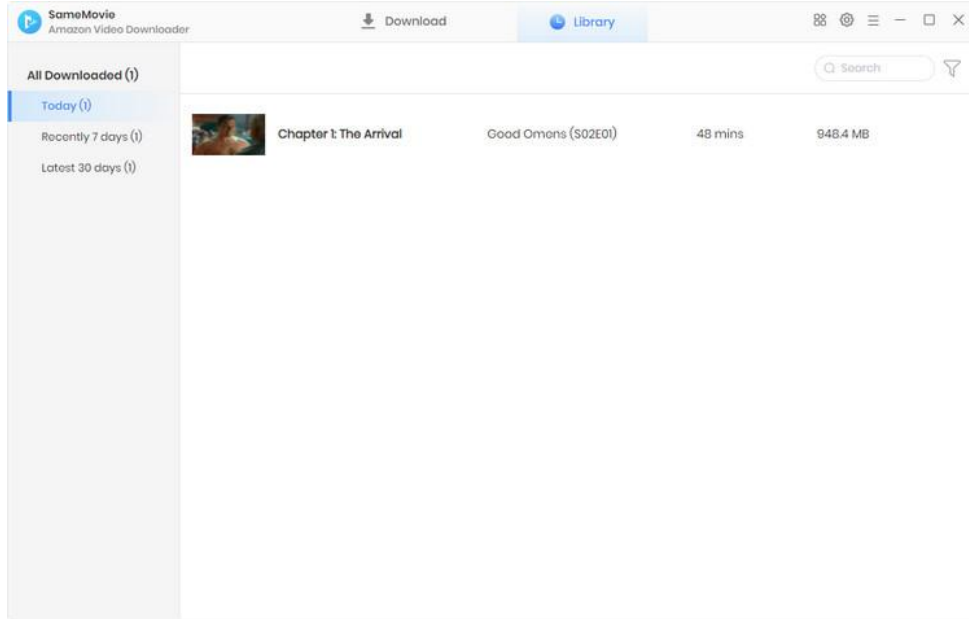 SameMovie
Amazon Video Downloader
Download
Library
Soorch
All Downloaded (1)
Today (1)
Recently 7 days (1)
Latest 30 days (1)
Chapter 1: The Arrival Good Omens (S02E01) 48 mins 948.4 MB